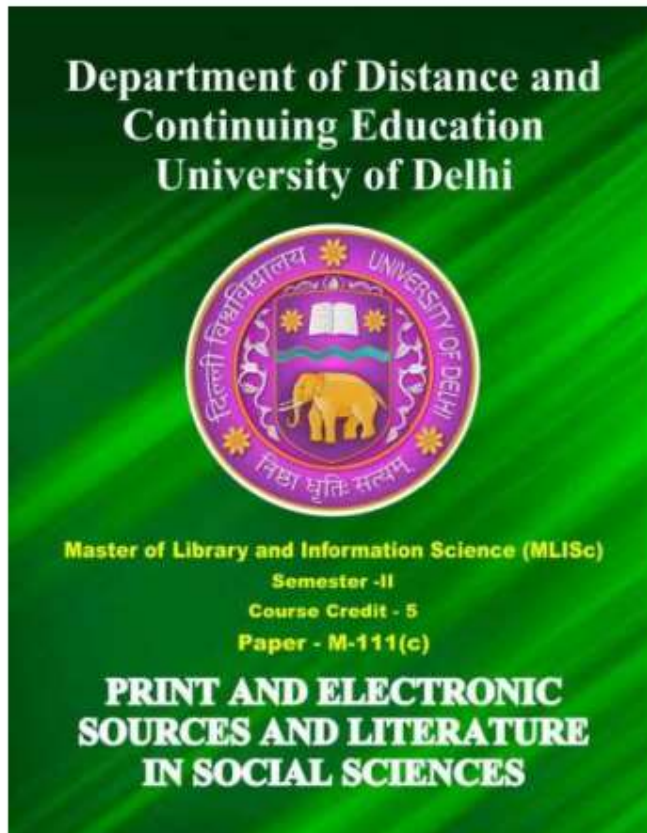 Department of Distance and
Continuing Education
University of Delhi
दिल्ली विश्वविद्यालय
UNIVERSITY OF DELHI
निष्ठा धृतिः सत्यम्
Master of Library and Information Science (MLISc)
Semester -II
Course Credit - 5
Paper - M-111(c)
PRINT AND ELECTRONIC
SOURCES AND LITERATURE
IN SOCIAL SCIENCES